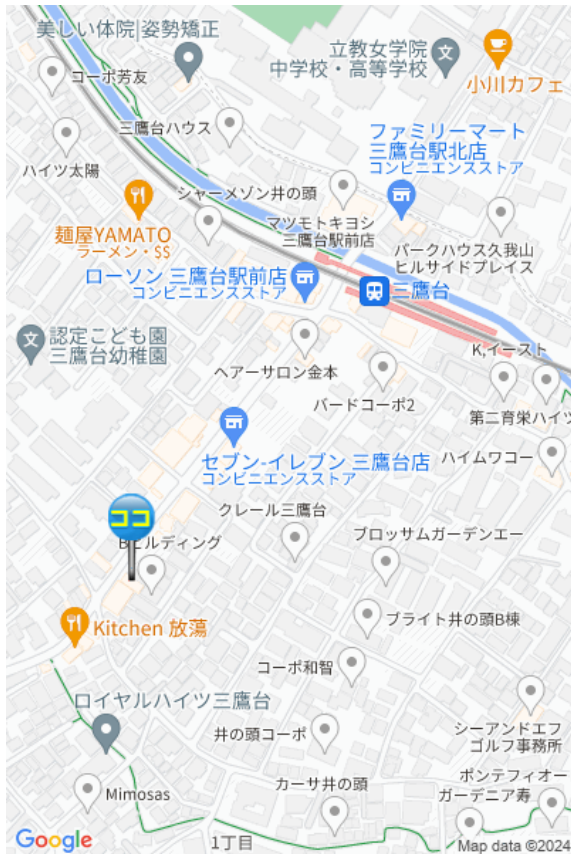 美しい体院|姿勢矯正
立教女学院
中学校・高等学校
小川カフェ
コーポ芳友
三鷹台ハウス
ファミリーマート
三鷹台駅北店
コンビニエンスストア
ハイツ太陽
シャーメゾン井の頭
麺屋YAMATO
ラーメン・$$
マツモトキヨシ
三鷹台駅前店
パークハウス久我山
ヒルサイドプレイス
ローソン 三鷹台駅前店
コンビニエンスストア
三鷹台
認定こども園
三鷹台幼稚園
K,イースト
ヘアーサロン金本
バードコーポ2
第二育栄ハイツ
セブン-イレブン 三鷹台店
コンビニエンスストア
ハイムワコー
クレール三鷹台
ココ
ブロッサムガーデンエー
Bビルディング
Kitchen 放蕩
ブライト井の頭B棟
コーポ和智
ロイヤルハイツ三鷹台
井の頭コーポ
シーアンドエフ
ゴルフ事務所
カーサ井の頭
ポンテフィオー
ガーデニア寿
Mimosas
Google
1丁目
Map data ©2024